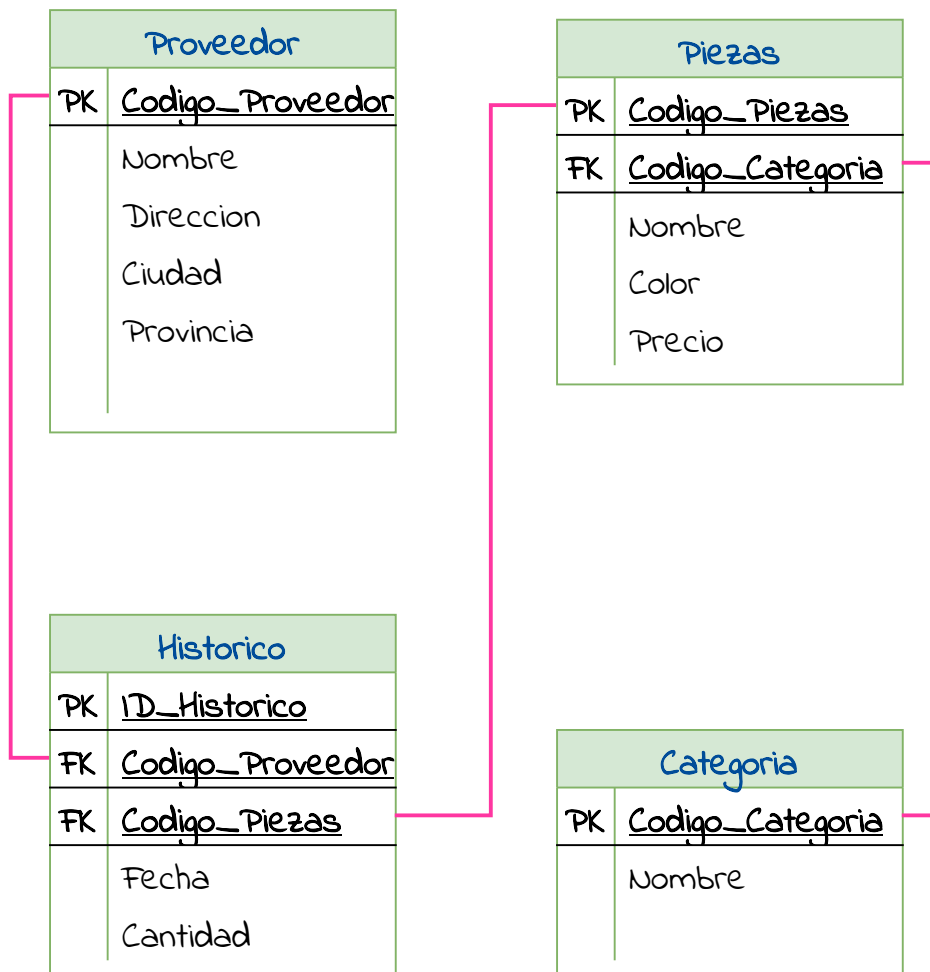 Proveedor
PK Codigo_Proveedor
Nombre
Direccion
Ciudad
Provincia
Piezas
PK Codigo_Piezas
FK Codigo_Categoria
Nombre
Color
Precio
Historico
PK ID_Historico
FK Codigo_Proveedor
FK Codigo_Piezas
Fecha
Cantidad
Categoria
PK Codigo_Categoria
Nombre